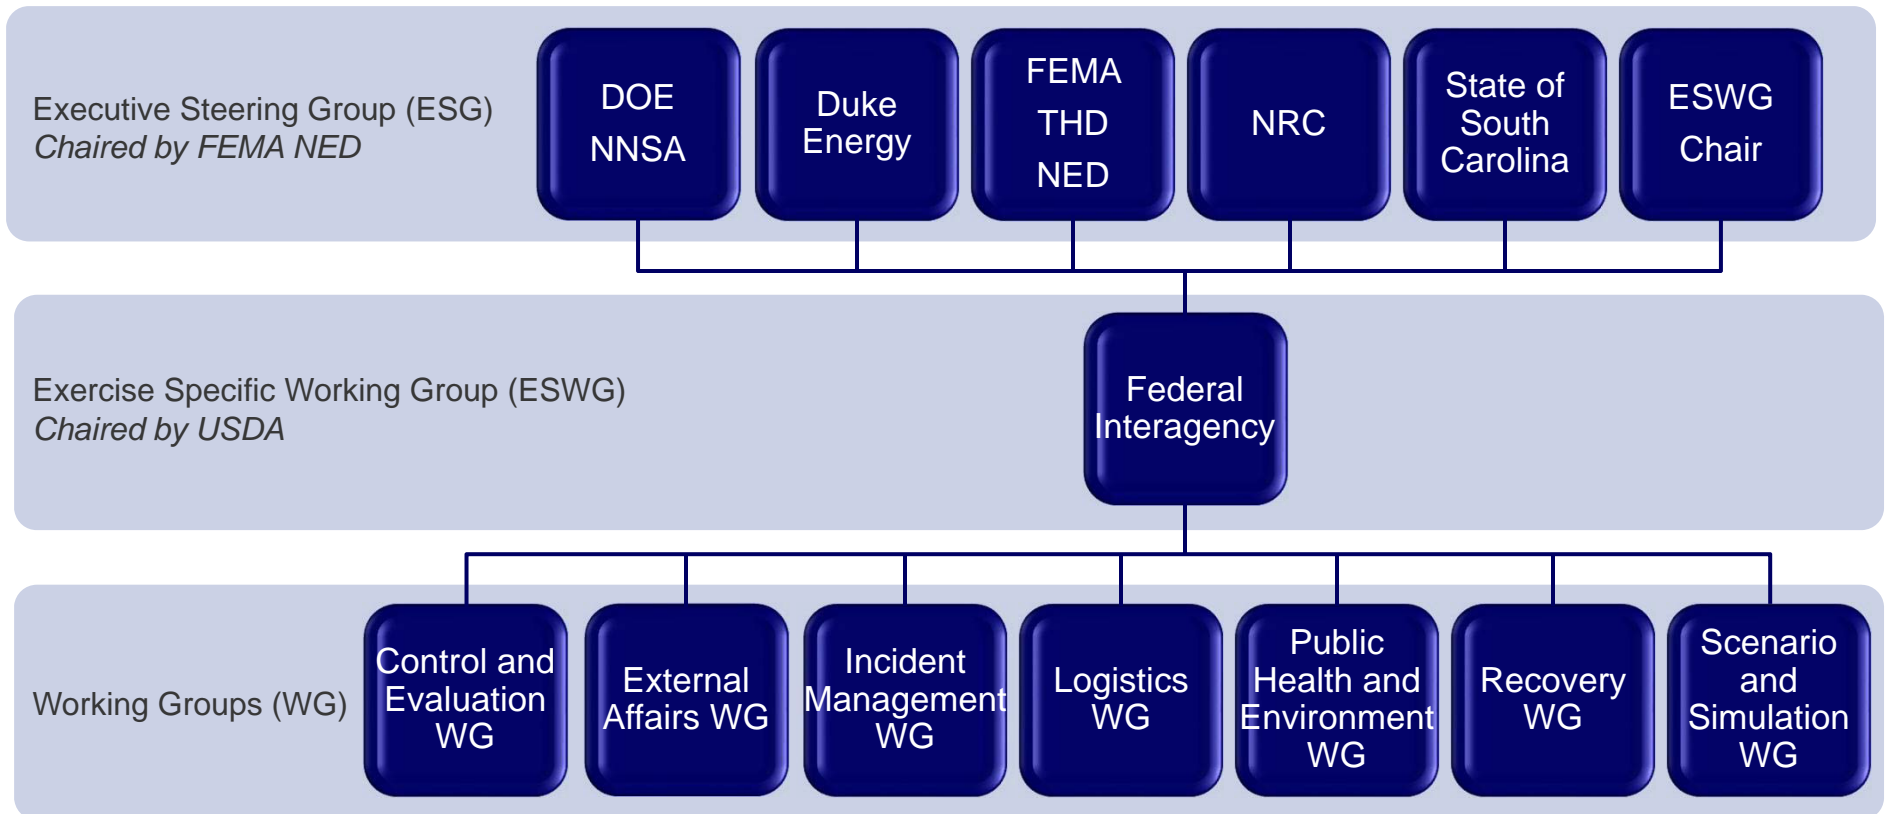 Executive Steering Group (ESG)
Chaired by FEMA NED
DOE
NNSA
Duke
Energy
FEMA
THD
NED
NRC
State of
South
Carolina
ESWG
Chair
Exercise Specific Working Group (ESWG)
Chaired by USDA
Federal
Interagency
Working Groups (WG)
Control and
Evaluation
WG
External
Affairs WG
Incident
Management
WG
Logistics
WG
Public
Health and
Environment
WG
Recovery
WG
Scenario
and
Simulation
WG